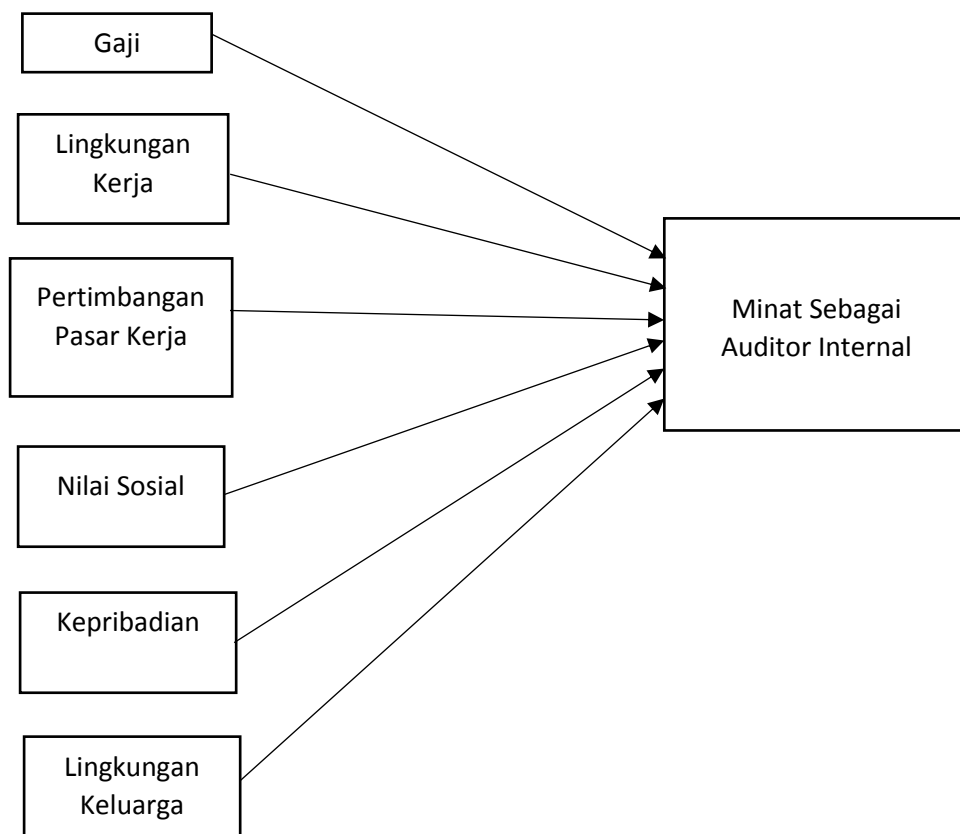 Gaji
Lingkungan
Kerja
Pertimbangan
Pasar Kerja
Nilai Sosial
Kepribadian
Lingkungan
Keluarga
Minat Sebagai
Auditor Internal